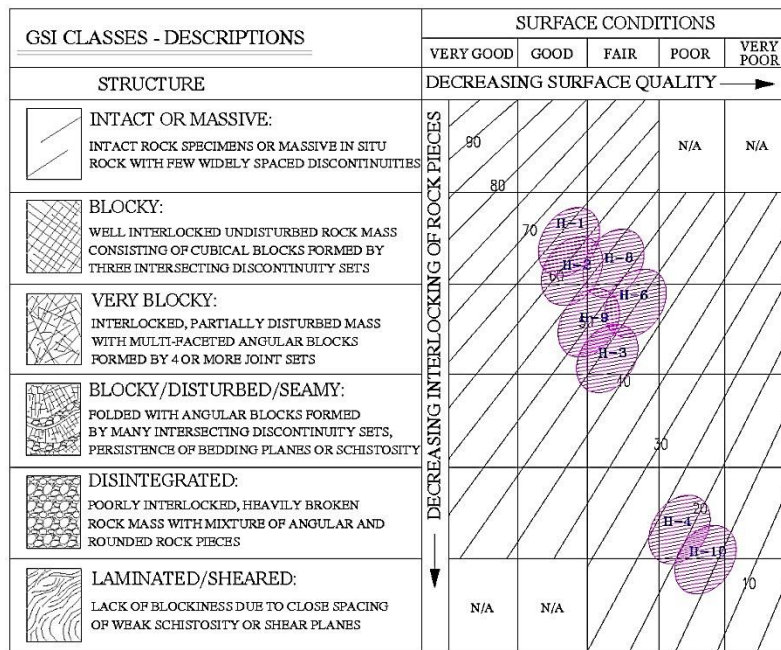 GSI CLASSES - DESCRIPTIONS
SURFACE CONDITIONS
VERY GOOD
GOOD
FAIR
POOR
VERY
POOR
STRUCTURE
DECREASING SURFACE QUALITY
DECREASING INTERLOCKING OF ROCK PIECES
INTACT OR MASSIVE:
INTACT ROCK SPECIMENS OR MASSIVE IN SITU
ROCK WITH FEW WIDELY SPACED DISCONTINUITIES
90
80
N/A
N/A
BLOCKY:
WELL INTERLOCKED UNDISTURBED ROCK MASS
CONSISTING OF CUBICAL BLOCKS FORMED BY
THREE INTERSECTING DISCONTINUITY SETS
70
H-1
H-2
H-8
60
VERY BLOCKY:
INTERLOCKED, PARTIALLY DISTURBED MASS
WITH MULTI-FACETED ANGULAR BLOCKS
FORMED BY 4 OR MORE JOINT SETS
H-6
H-9
50
H-3
BLOCKY/DISTURBED/SEAMY:
FOLDED WITH ANGULAR BLOCKS FORMED
BY MANY INTERSECTING DISCONTINUITY SETS,
PERSISTENCE OF BEDDING PLANES OR SCHISTOSITY
40
30
DISINTEGRATED:
POORLY INTERLOCKED, HEAVILY BROKEN
ROCK MASS WITH MIXTURE OF ANGULAR AND
ROUNDED ROCK PIECES
20
H-4
H-10
LAMINATED/SHEARED:
LACK OF BLOCKINESS DUE TO CLOSE SPACING
OF WEAK SCHISTOSITY OR SHEAR PLANES
N/A
N/A
10